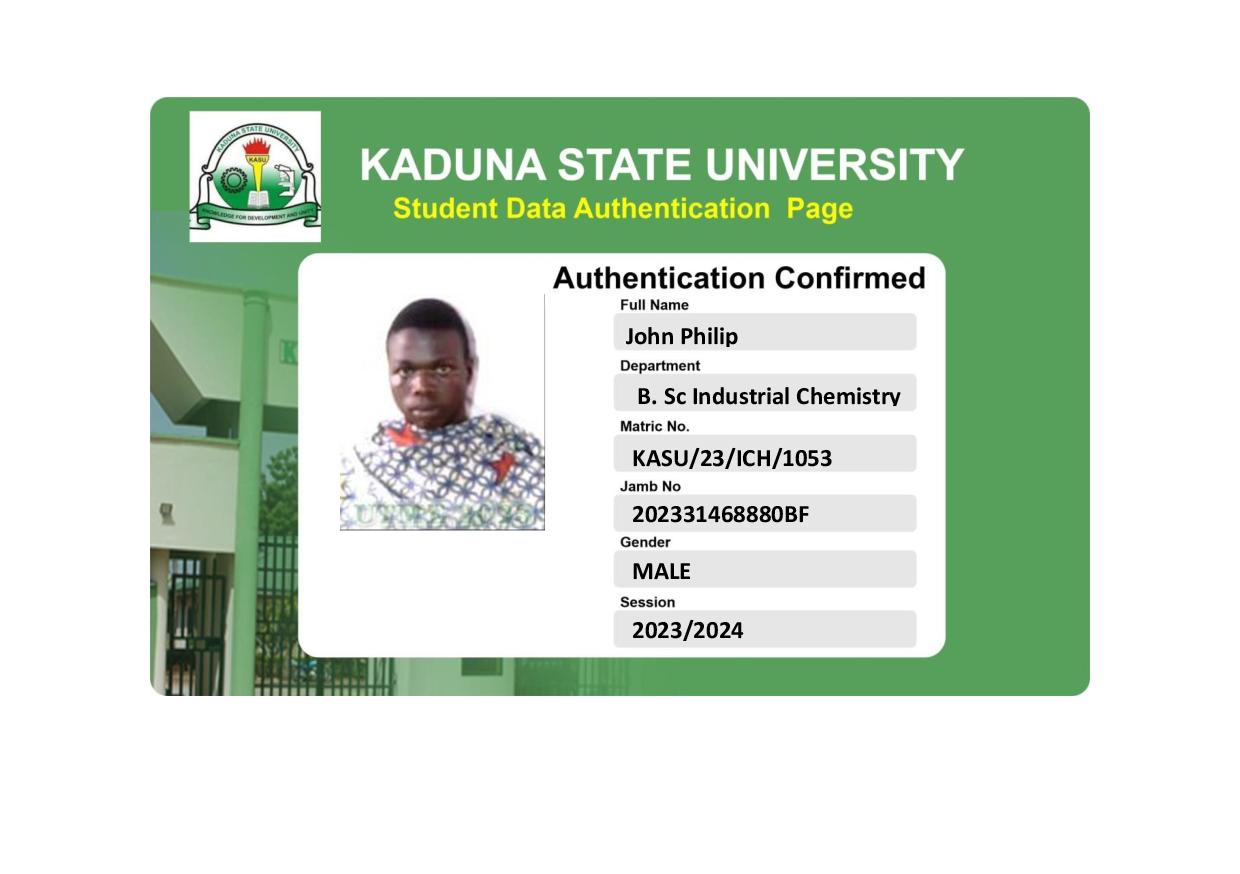 KADUNA STATE UNIVERSITY
KASU
KNOWLEDGE FOR DEVELOPMENT AND UNITY
KADUNA STATE UNIVERSITY
Student Data Authentication Page
Authentication Confirmed
Full Name
John Philip
Department
B. Sc Industrial Chemistry
Matric No.
KASU/23/ICH/1053
Jamb No
202331468880BF
Gender
MALE
Session
2023/2024
K